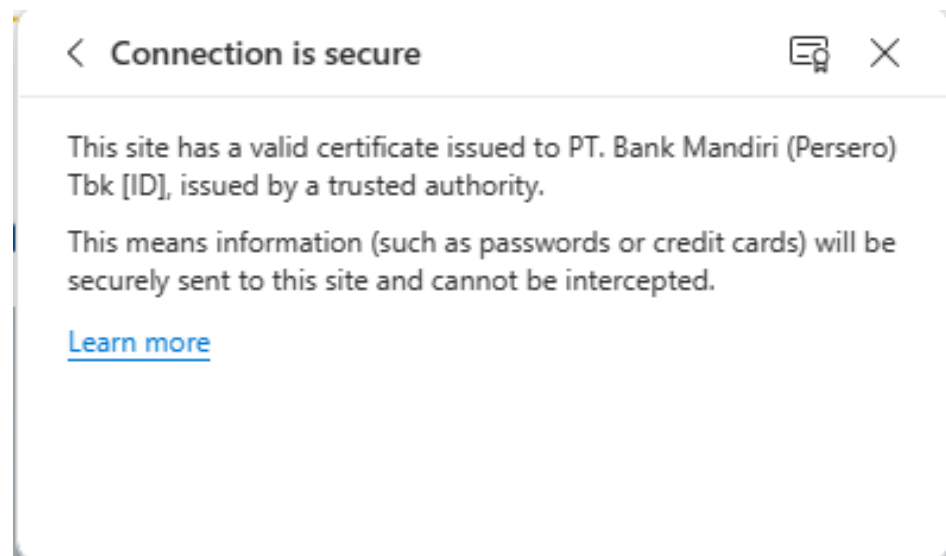 Connection is secure
This site has a valid certificate issued to PT. Bank Mandiri (Persero)
Tbk [ID], issued by a trusted authority.
This means information (such as passwords or credit cards) will be
securely sent to this site and cannot be intercepted.
Learn more